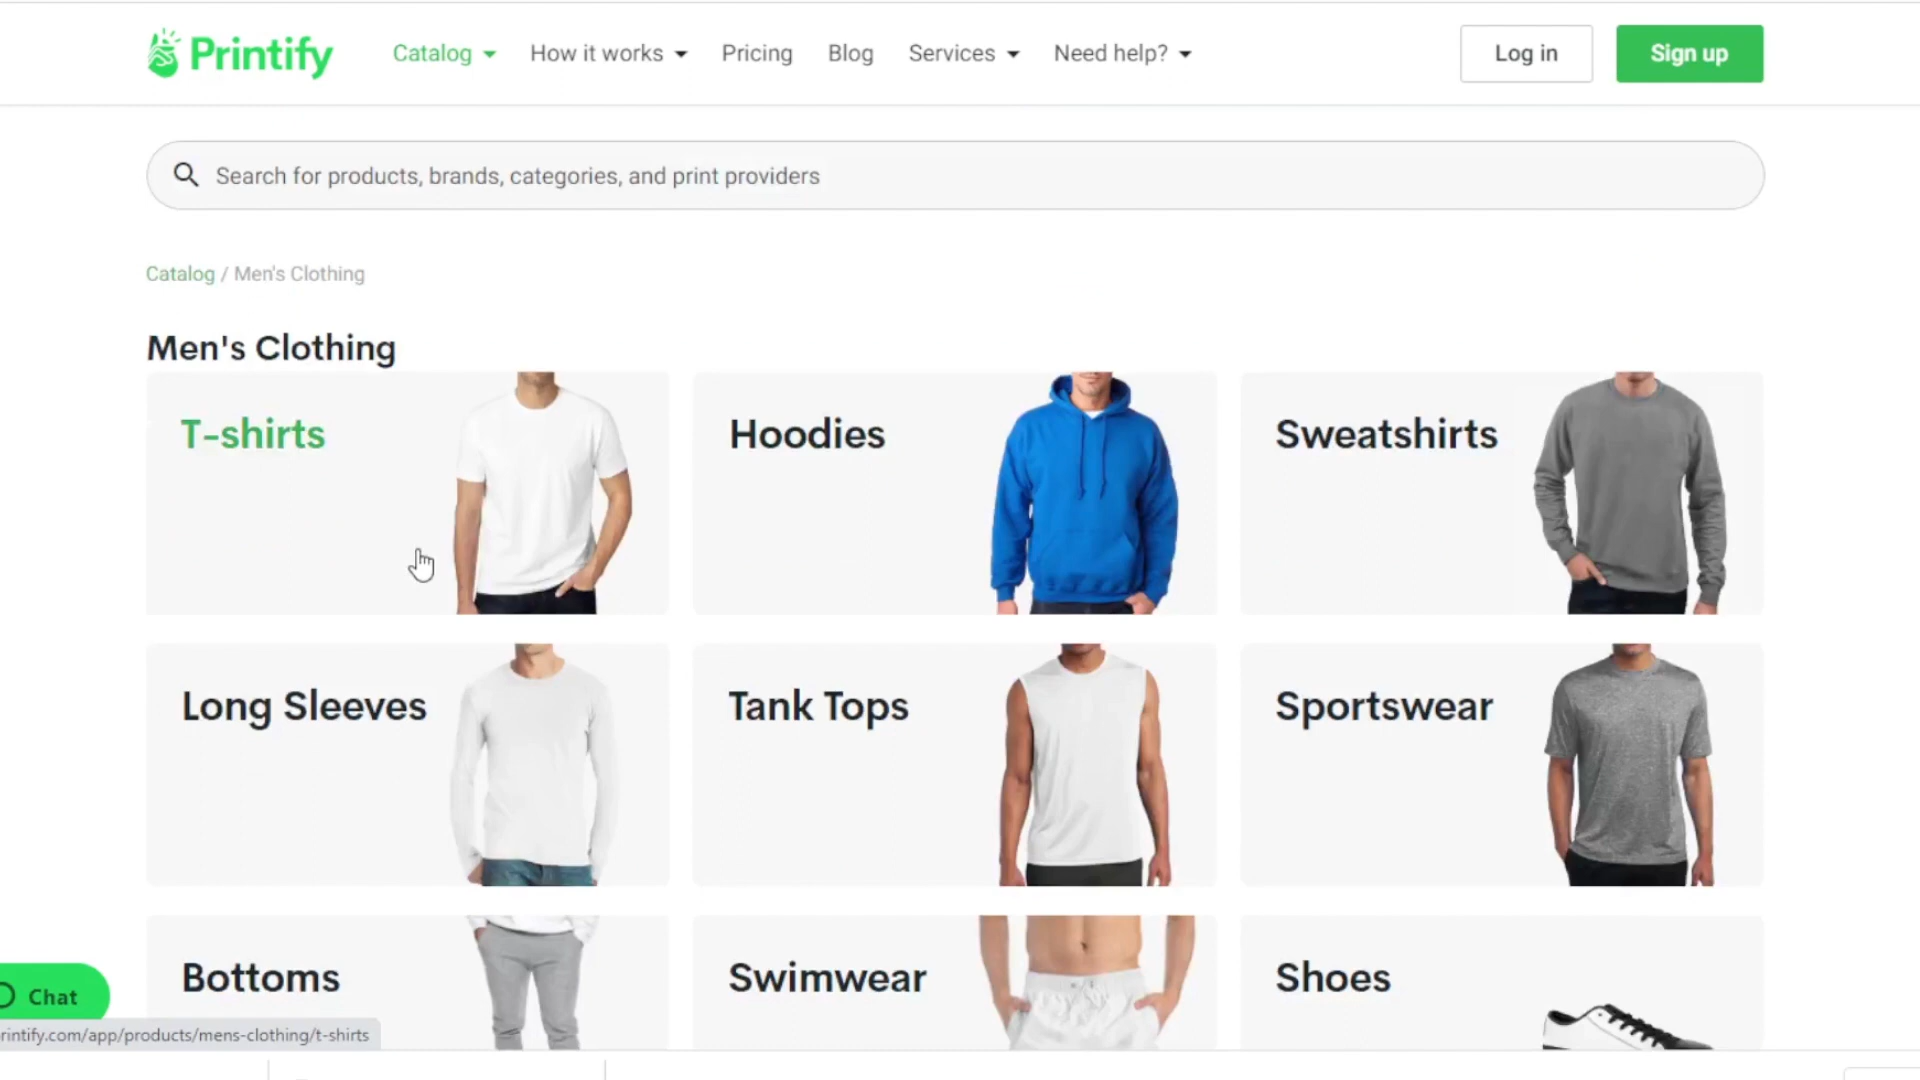 Printify
Catalog
How it works
Pricing
Blog
Services
Need help?
Log in
Sign up
Search for products, brands, categories, and print providers
Catalog / Men's Clothing
Men's Clothing
T-shirts
Hoodies
Sweatshirts
Long Sleeves
Tank Tops
Sportswear
Bottoms
Swimwear
Shoes
Chat
rintify.com/app/products/mens-clothing/t-shirts